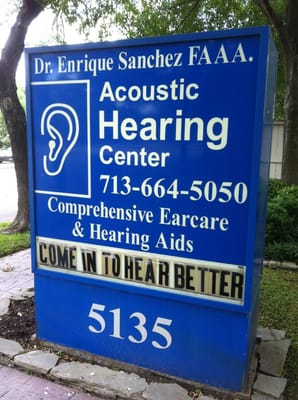 Dr. Enrique Sanchez FAAA.
Acoustic
Hearing
Center
713-664-5050
Comprehensive Earcare
& Hearing Aids
COME IN TO HEAR BETTER
5135